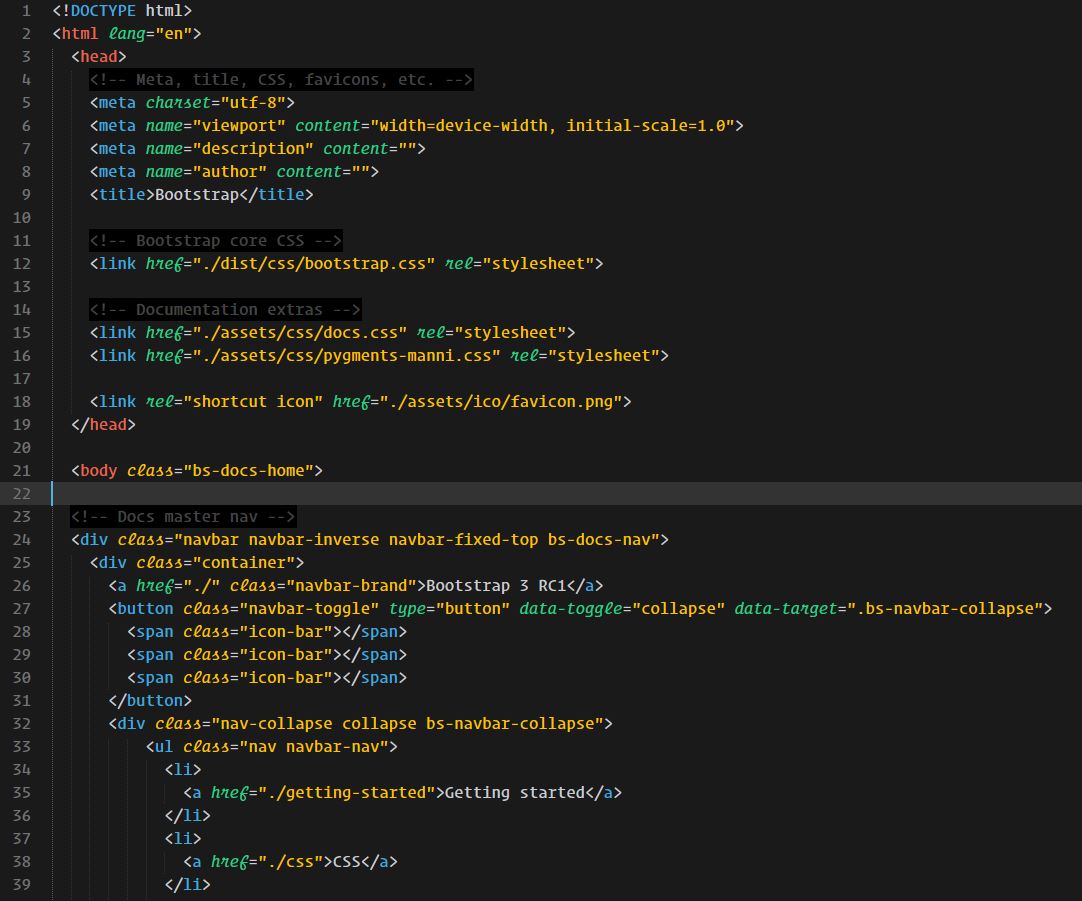 1 <!DOCTYPE html>
2 <html lang="en">
3   <head>
4     <!-- Meta, title, CSS, favicons, etc. -->
5     <meta charset="utf-8">
6     <meta name="viewport" content="width=device-width, initial-scale=1.0">
7     <meta name="description" content="">
8     <meta name="author" content="">
9     <title>Bootstrap</title>
10
11     <!-- Bootstrap core CSS -->
12     <link href="./dist/css/bootstrap.css" rel="stylesheet">
13
14     <!-- Documentation extras -->
15     <link href="./assets/css/docs.css" rel="stylesheet">
16     <link href="./assets/css/pygments-manni.css" rel="stylesheet">
17
18     <link rel="shortcut icon" href="./assets/ico/favicon.png">
19   </head>
20
21   <body class="bs-docs-home">
22
23   <!-- Docs master nav -->
24   <div class="navbar navbar-inverse navbar-fixed-top bs-docs-nav">
25     <div class="container">
26       <a href="./" class="navbar-brand">Bootstrap 3 RC1</a>
27       <button class="navbar-toggle" type="button" data-toggle="collapse" data-target=".bs-navbar-collapse">
28         <span class="icon-bar"></span>
29         <span class="icon-bar"></span>
30         <span class="icon-bar"></span>
31       </button>
32       <div class="nav-collapse collapse bs-navbar-collapse">
33           <ul class="nav navbar-nav">
34             <li>
35               <a href="./getting-started">Getting started</a>
36             </li>
37             <li>
38               <a href="./css">CSS</a>
39             </li>